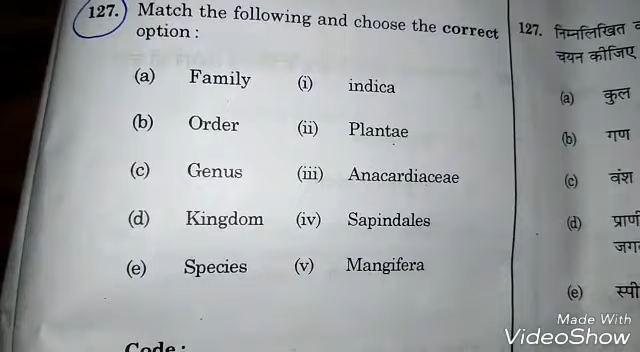 127. Match the following and choose the correct
option :
(a) Family (i) indica
(b) Order (ii) Plantae
(c) Genus (iii) Anacardiaceae
(d) Kingdom (iv) Sapindales
(e) Species (v) Mangifera
Code :
127. निम्नलिखित
चयन कीजिए
(a) कुल
(b) गण
(c) वंश
(d)
(e)
Made With
VideoShow